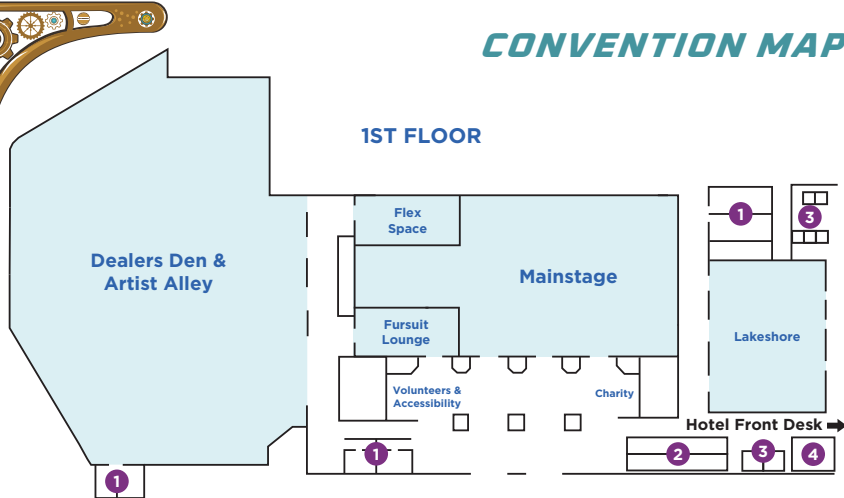 CONVENTION MAP
1ST FLOOR
Flex
Space
1
3
Dealers Den &
Artist Alley
Mainstage
Fursuit
Lounge
Lakeshore
Volunteers &
Accessibility
Charity
Hotel Front Desk
1
1
2
3
4